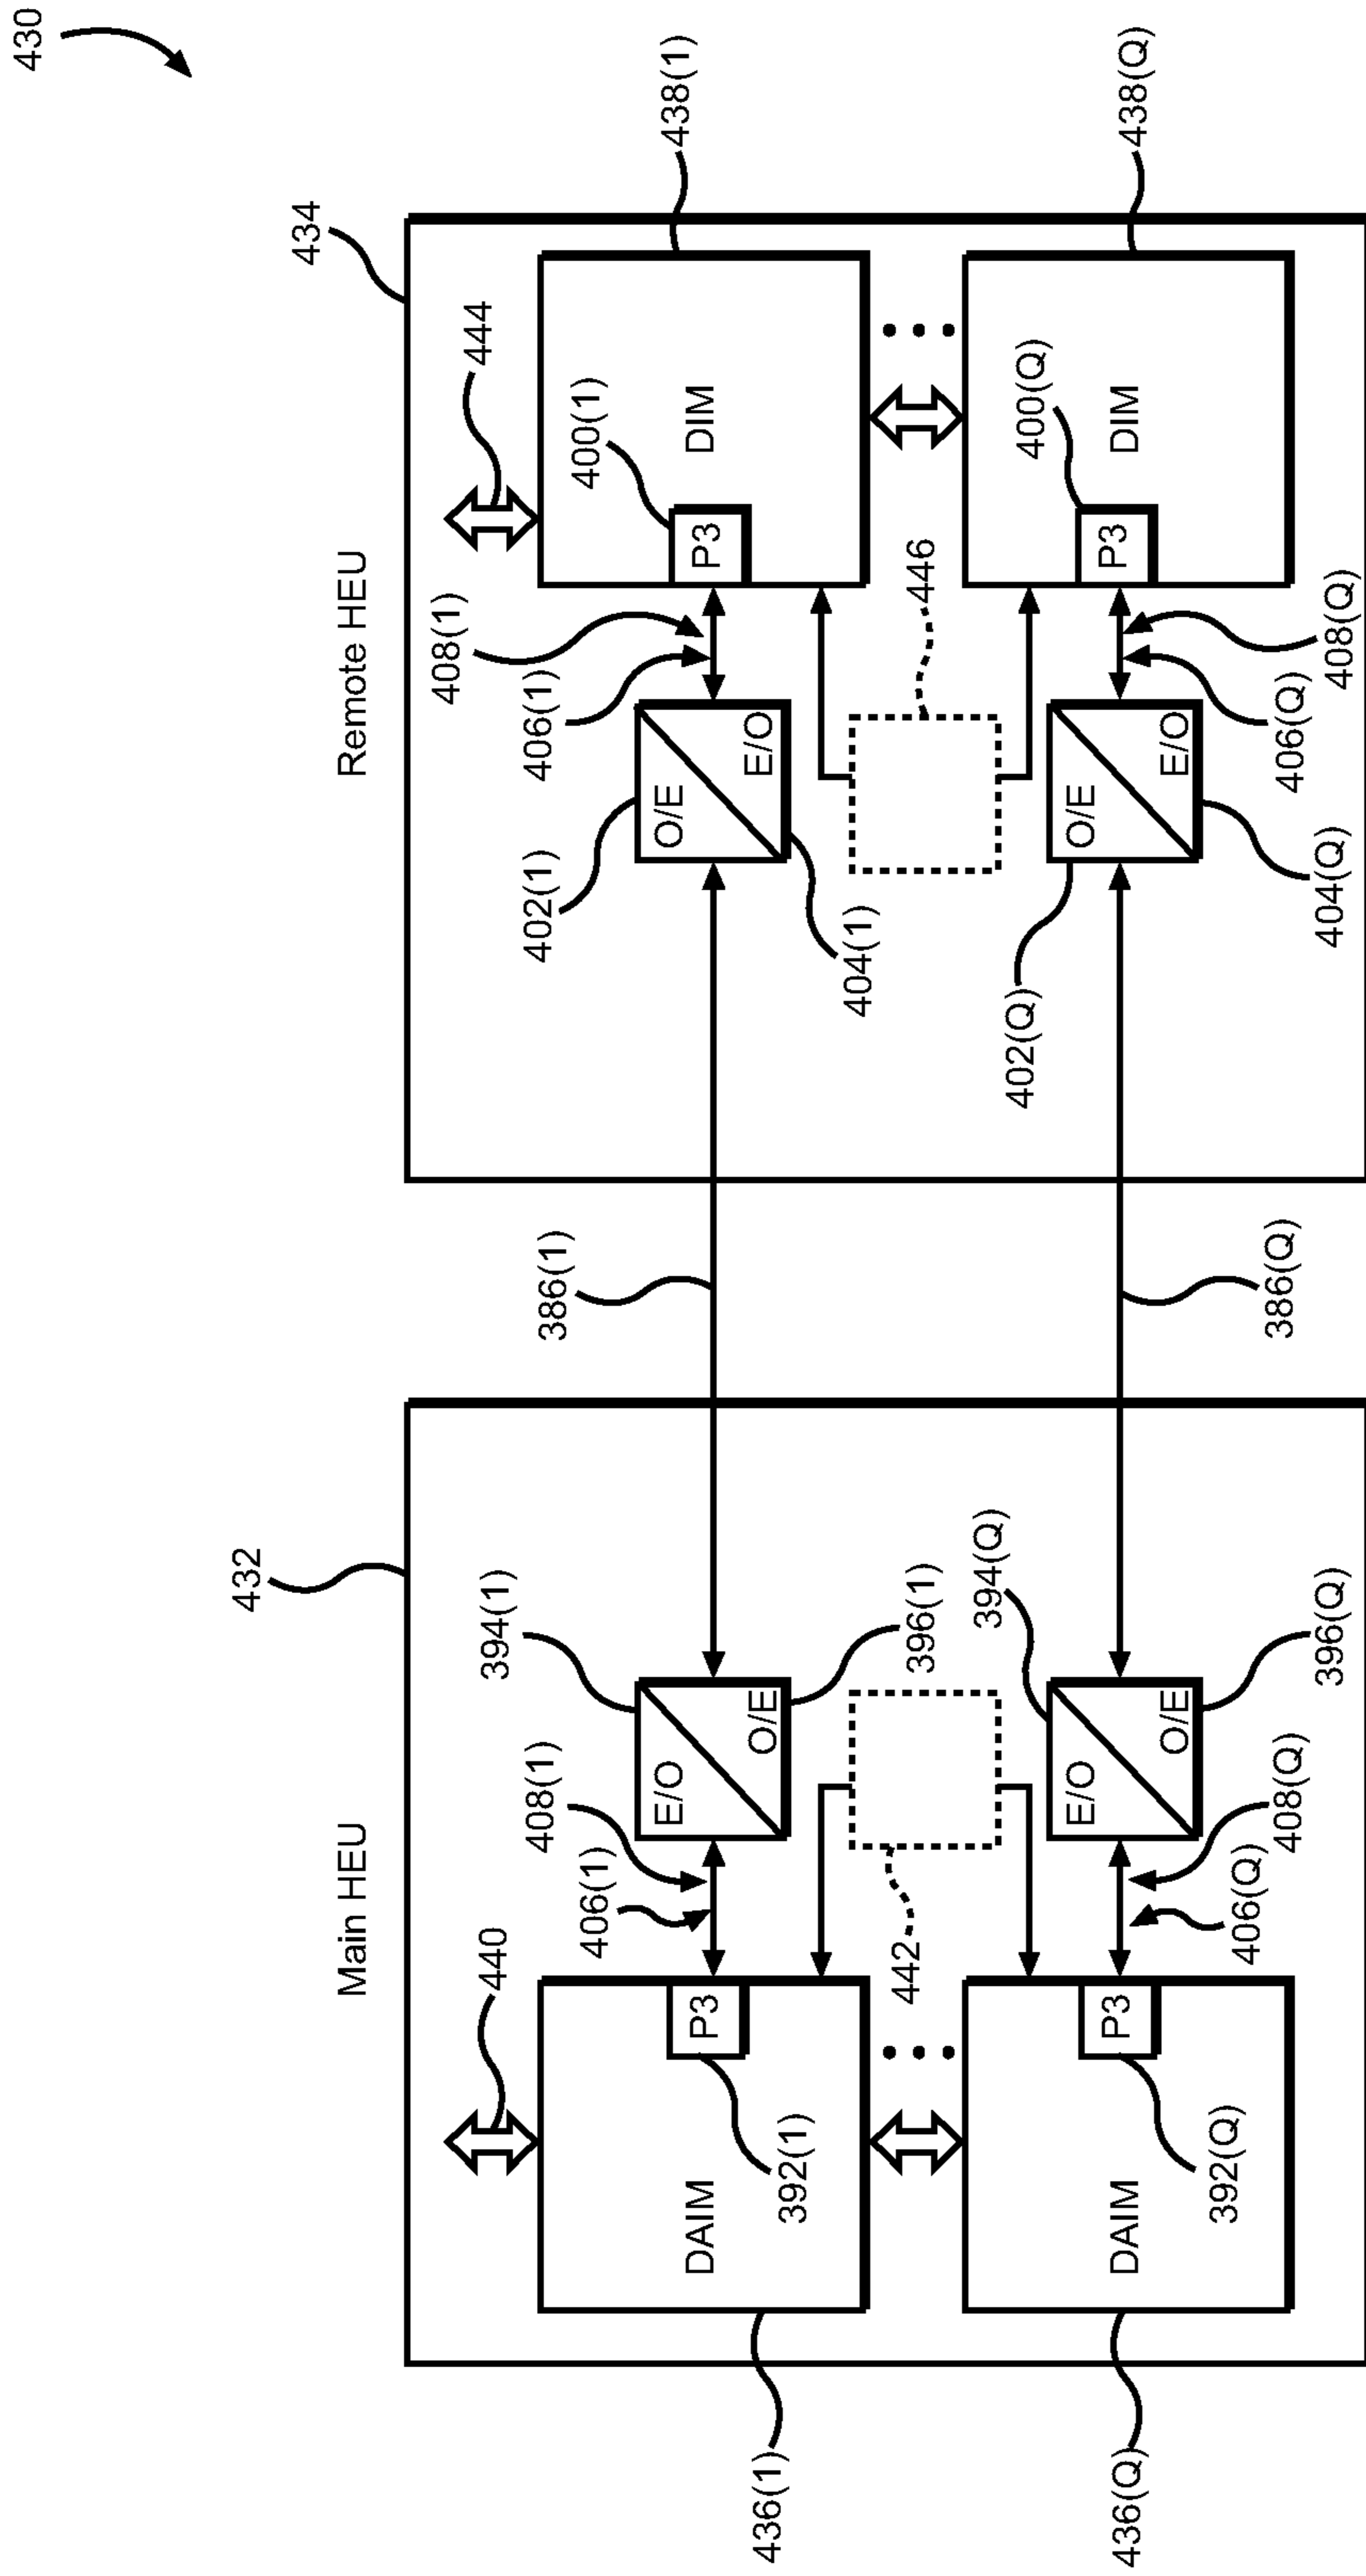 430
Main HEU
Remote HEU
432
434
440
444
394(1)
408(1)
406(1)
408(1)
406(1)
402(1)
386(1)
400(1)
436(1)
DAIM
P3
392(1)
E/O
O/E
396(1)
O/E
E/O
404(1)
P3
DIM
438(1)
442
446
394(Q)
402(Q)
400(Q)
436(Q)
DAIM
P3
392(Q)
E/O
O/E
406(Q)
408(Q)
396(Q)
386(Q)
O/E
E/O
404(Q)
406(Q)
408(Q)
P3
DIM
438(Q)